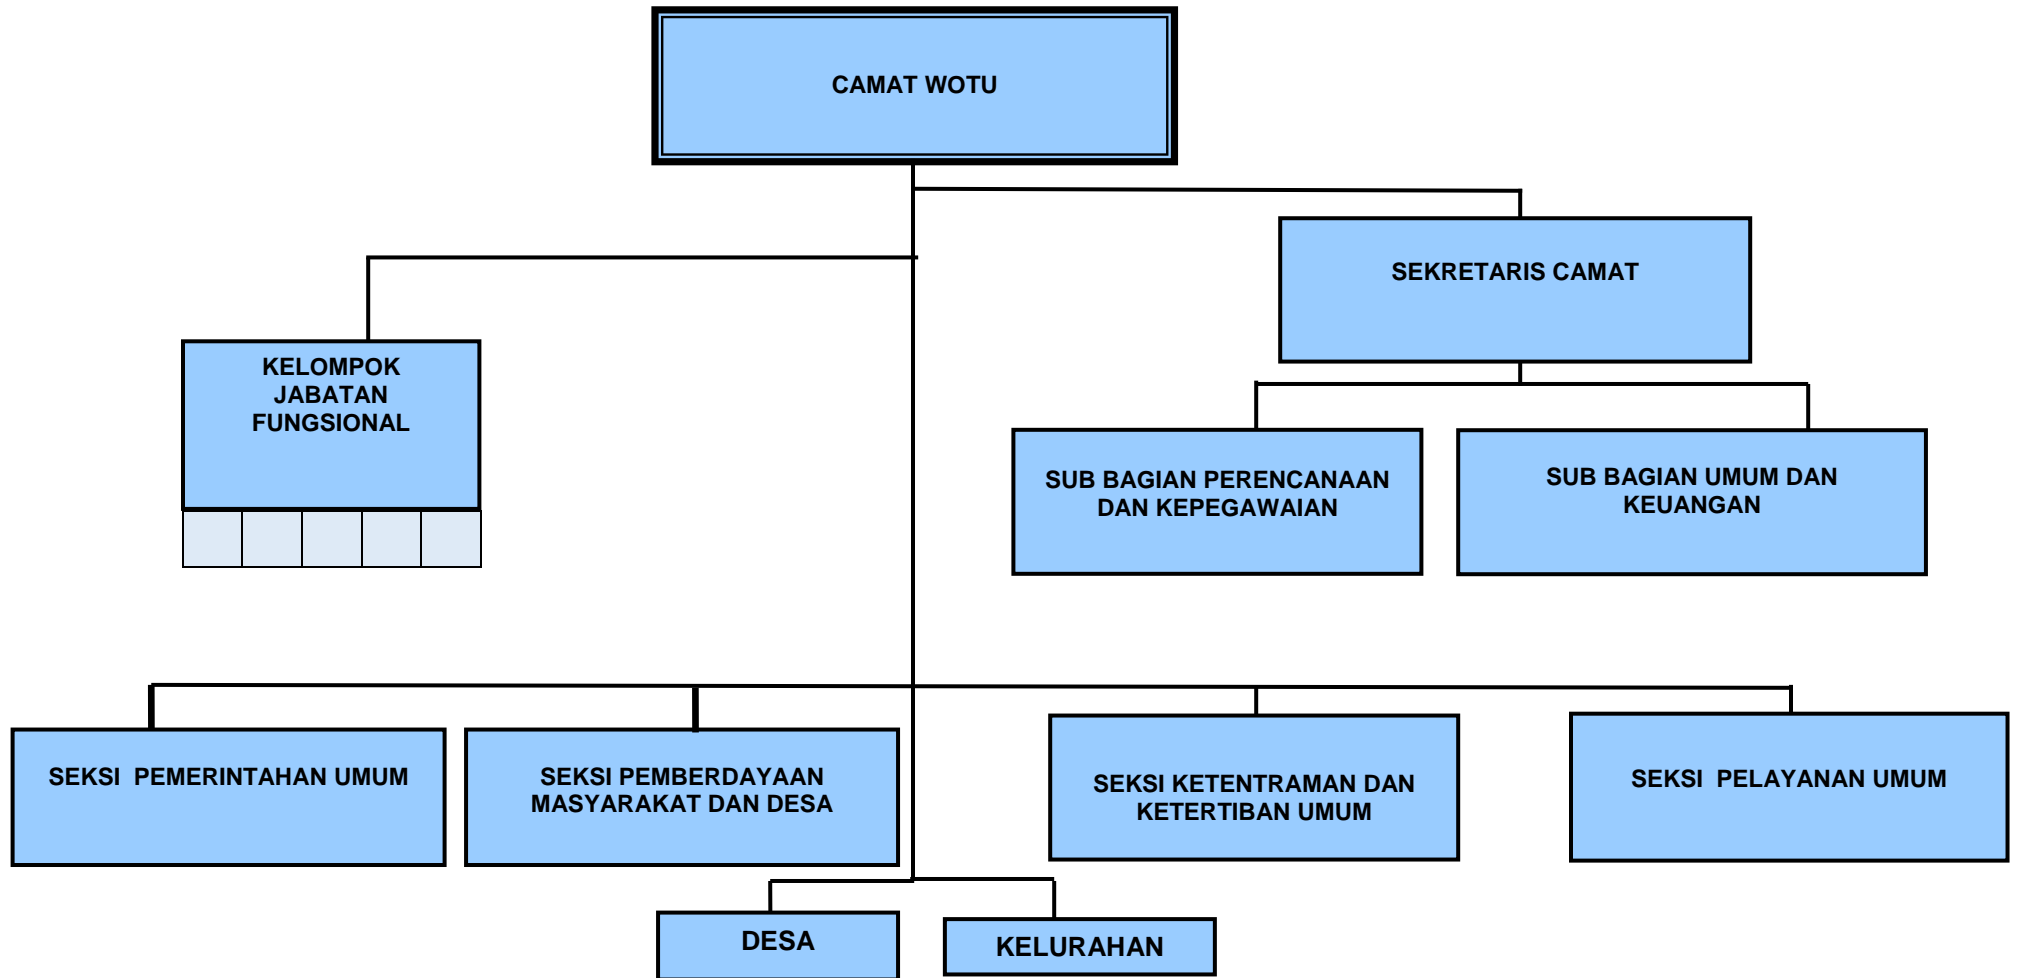 CAMAT WOTU
SEKRETARIS CAMAT
KELOMPOK
JABATAN
FUNGSIONAL
SUB BAGIAN PERENCANAAN
DAN KEPEGAWAIAN
SUB BAGIAN UMUM DAN
KEUANGAN
SEKSI  PEMERINTAHAN UMUM
SEKSI PEMBERDAYAAN
MASYARAKAT DAN DESA
SEKSI KETENTRAMAN DAN
KETERTIBAN UMUM
SEKSI  PELAYANAN UMUM
DESA
KELURAHAN